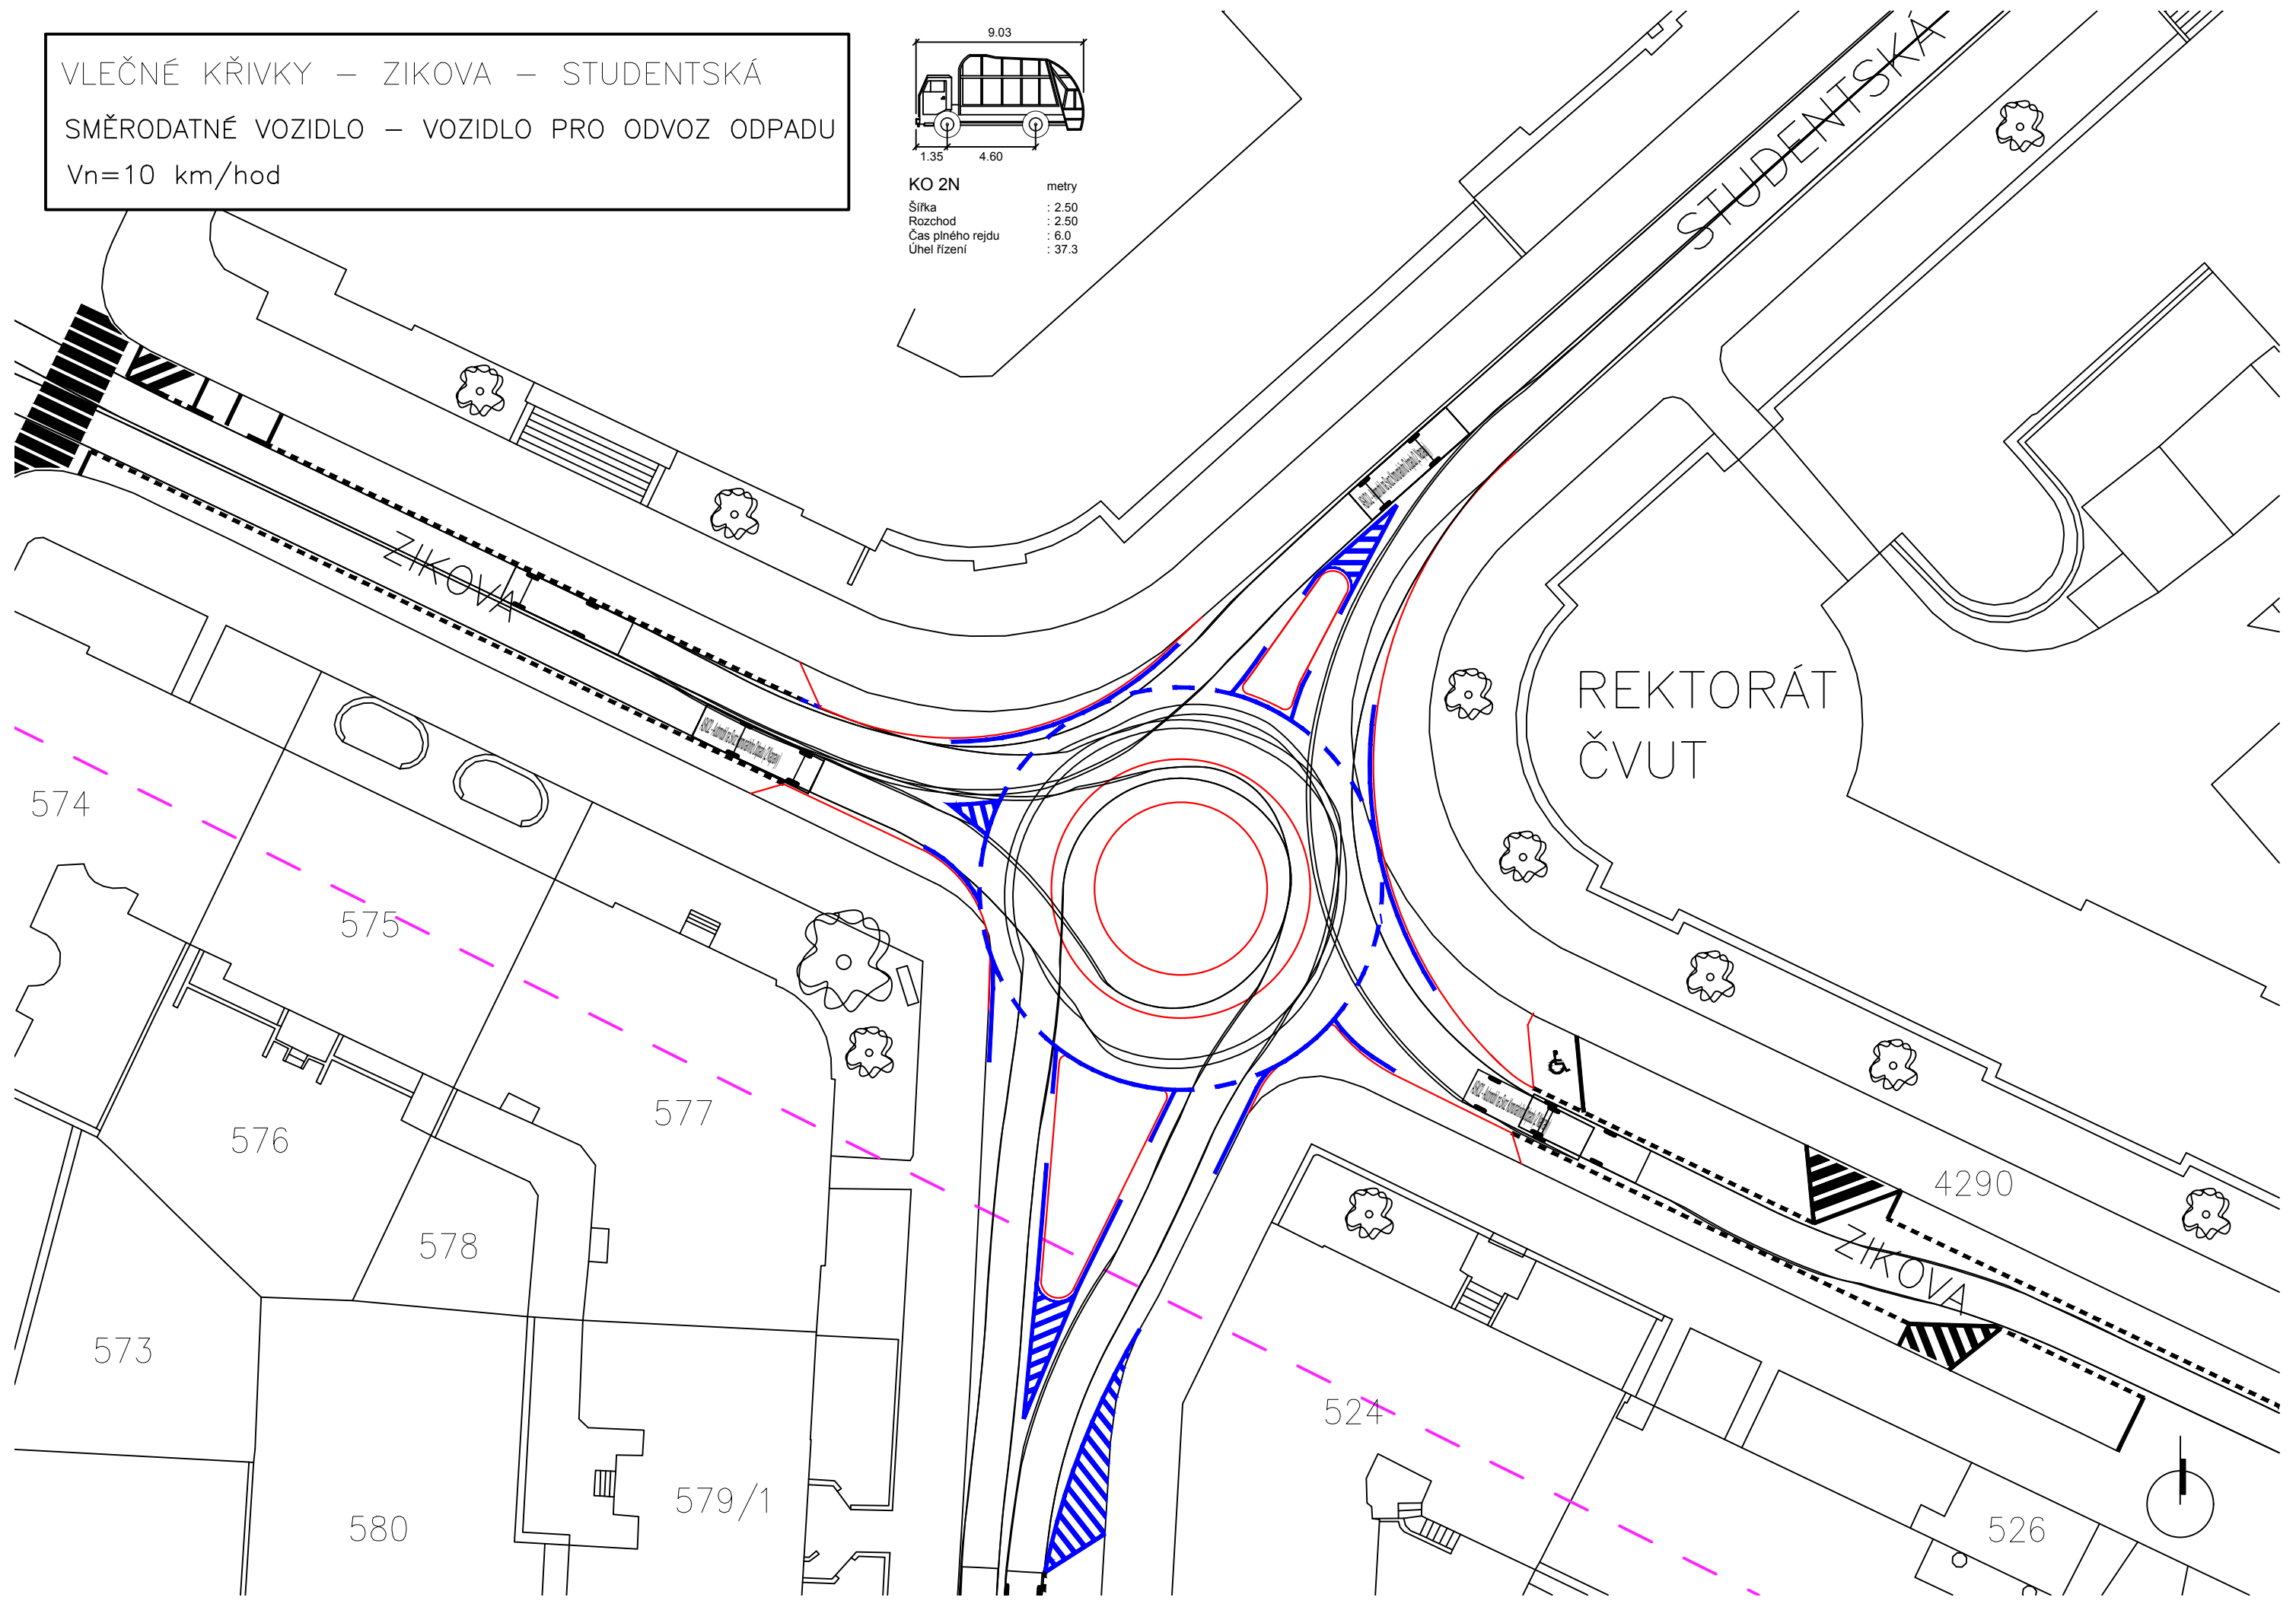 VLEČNÉ KŘIVKY – ZIKOVA – STUDENTSKÁ
SMĚRODATNÉ VOZIDLO – VOZIDLO PRO ODVOZ ODPADU
Vn=10 km/hod
9.03
1.35
4.60
KO 2N
metry
Šířka : 2.50
Rozchod : 2.50
Čas plného rejdu : 6.0
Úhel řízení : 37.3
STUDENTSKÁ
ZIKOVA
REKTORÁT
ČVUT
574
575
576
577
578
573
579/1
580
4290
ZIKOVA
524
526